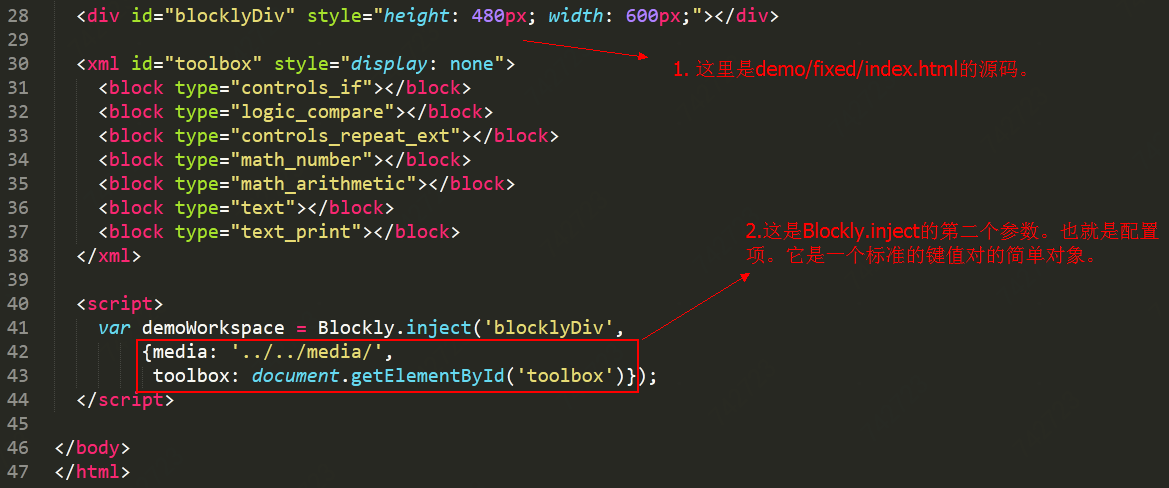 28 <div id="blocklyDiv" style="height: 480px; width: 600px;"></div>
29
30 <xml id="toolbox" style="display: none">
1. 这里是demo/fixed/index.html的源码。
31 <block type="controls_if"></block>
32 <block type="logic_compare"></block>
33 <block type="controls_repeat_ext"></block>
34 <block type="math_number"></block>
35 <block type="math_arithmetic"></block>
36 <block type="text"></block>
37 <block type="text_print"></block>
2.这是Blockly.inject的第二个参数。也就是配置
38 </xml>
项。它是一个标准的键值对的简单对象。
39
40 <script>
41 var demoWorkspace = Blockly.inject('blocklyDiv',
42 {media: '../../media/',
43 toolbox: document.getElementById('toolbox')});
44 </script>
45
46 </body>
47 </html>